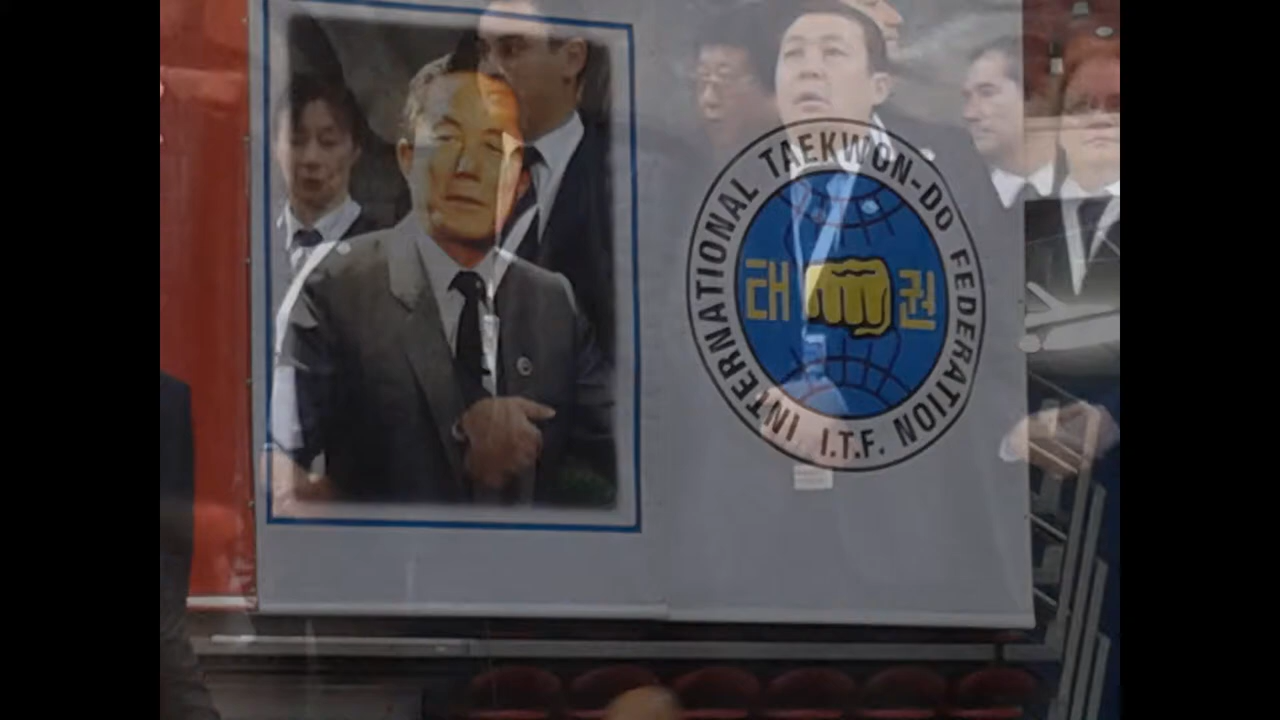 INTERNATIONAL TAEKWON-DO FEDERATION
태 권
I.T.F.